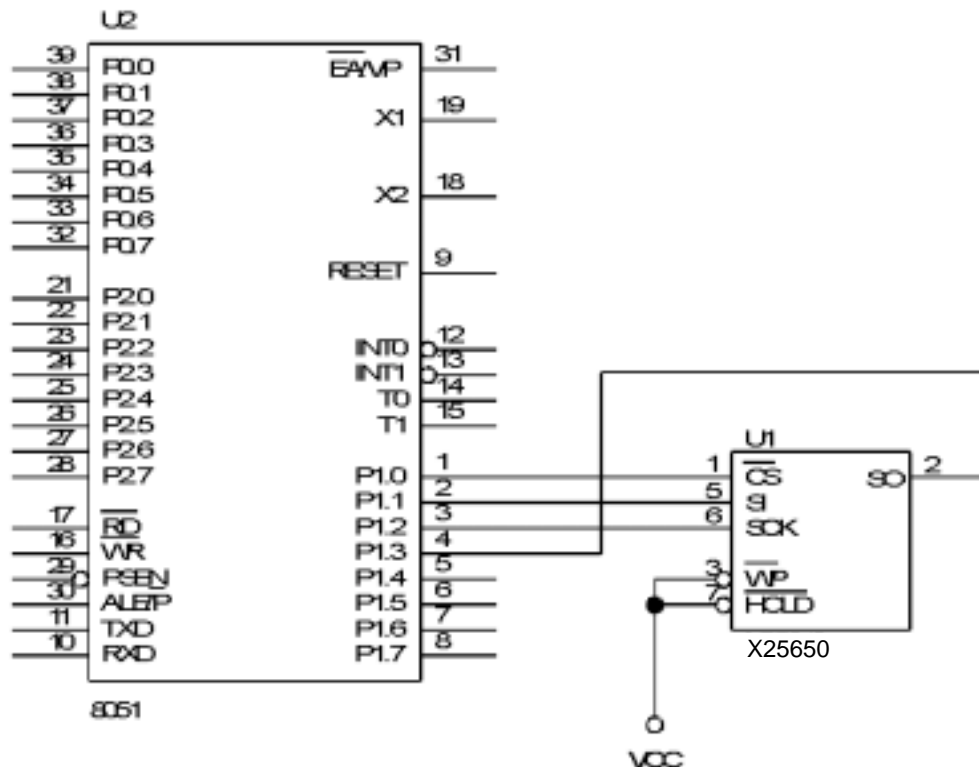 U2
39 P0.0
38 P0.1
37 P0.2
36 P0.3
35 P0.4
34 P0.5
33 P0.6
32 P0.7
21 P2.0
22 P2.1
23 P2.2
24 P2.3
25 P2.4
26 P2.5
27 P2.6
28 P2.7
17 RD
16 WR
29 PSEN
30 ALE/P
11 TXD
10 RXD
EA/VP 31
X1 19
X2 18
RESET 9
INT0 12
INT1 13
T0 14
T1 15
P1.0 1
P1.1 2
P1.2 3
P1.3 4
P1.4 5
P1.5 6
P1.6 7
P1.7 8
8051
U1
1 CS
5 SI
6 SCK
3 WP
7 HOLD
SO 2
X25650
VCC